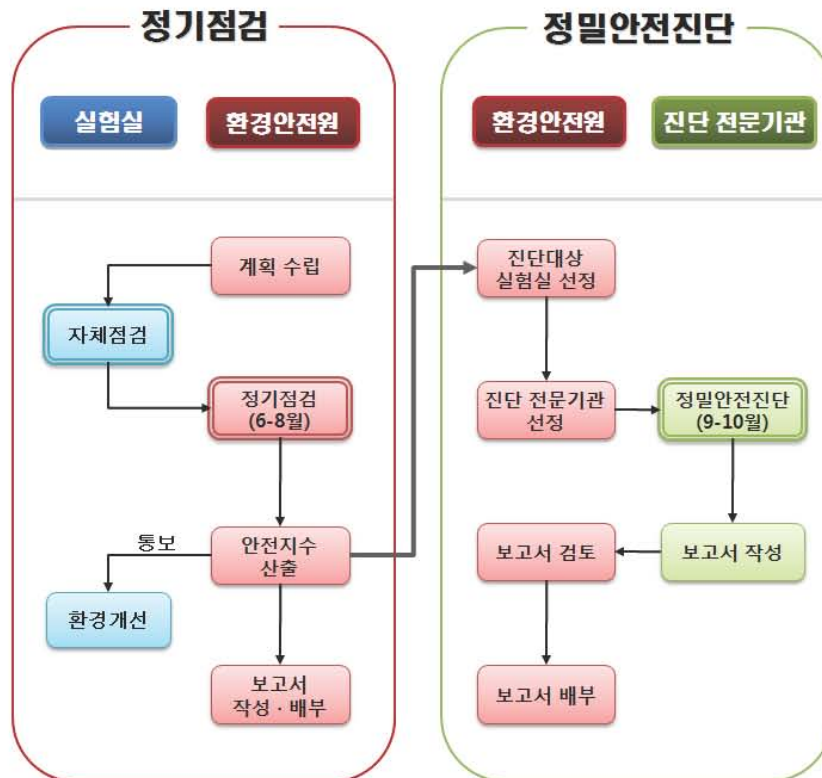 정기점검
실험실
환경안전원
계획 수립
자체점검
정기점검
(6-8월)
통보
안전지수
산출
환경개선
보고서
작성 · 배부
정밀안전진단
환경안전원
진단 전문기관
진단대상
실험실 선정
진단 전문기관
선정
정밀안전진단
(9-10월)
보고서 작성
보고서 검토
보고서 배부